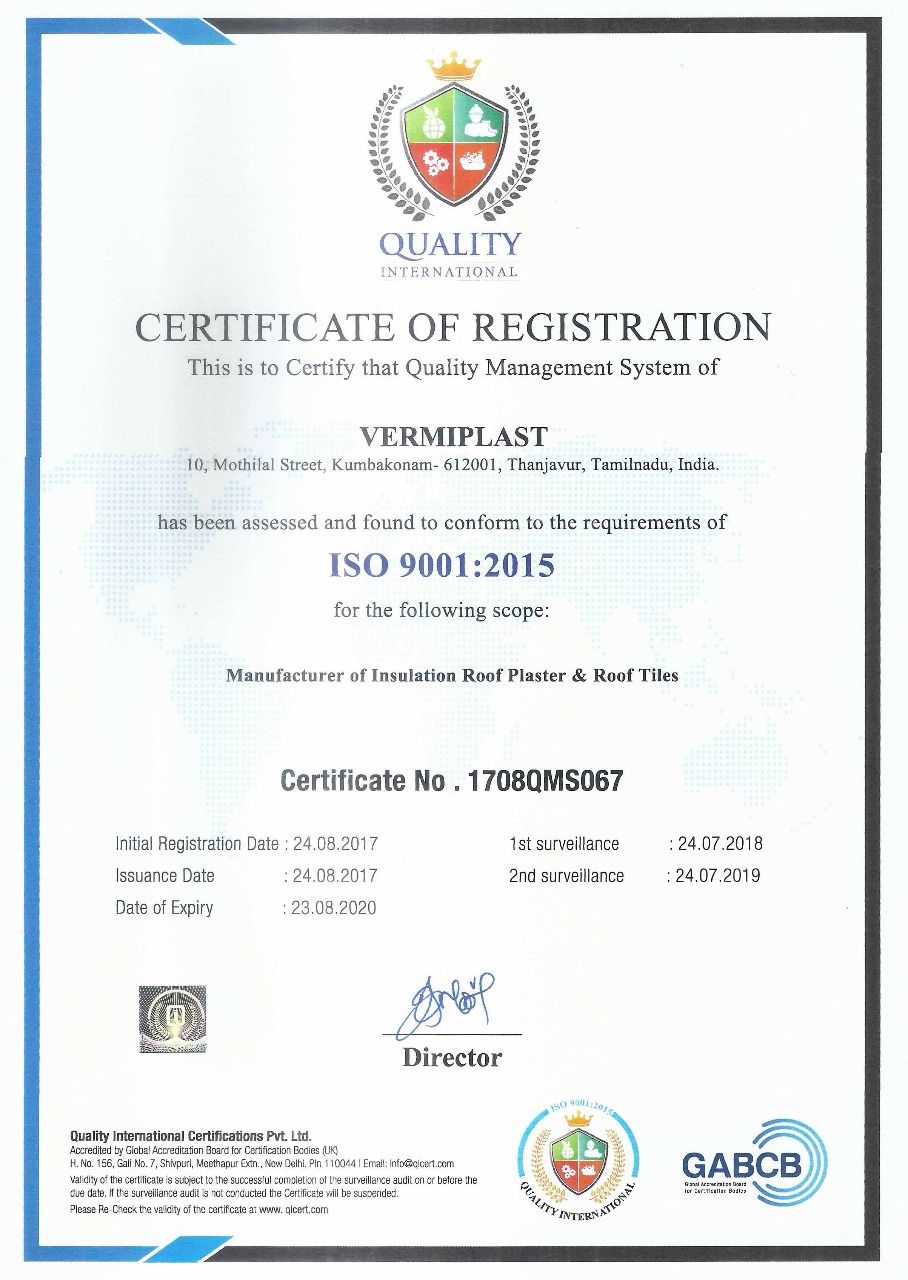 QUALITY
INTERNATIONAL
CERTIFICATE OF REGISTRATION
This is to Certify that Quality Management System of
VERMIPLAST
10, Mothilal Street, Kumbakonam- 612001, Thanjavur, Tamilnadu, India.
has been assessed and found to conform to the requirements of
ISO 9001:2015
for the following scope:
Manufacturer of Insulation Roof Plaster & Roof Tiles
Certificate No . 1708QMS067
Initial Registration Date : 24.08.2017
Issuance Date : 24.08.2017
Date of Expiry : 23.08.2020
1st surveillance : 24.07.2018
2nd surveillance : 24.07.2019
Director
Quality International Certifications Pvt. Ltd.
Accredited by Global Accreditation Board for Certification Bodies (UK)
H. No. 156, Gali No. 7, Shivpuri, Meethapur Extn., New Delhi, Pin 110044 | Email: info@qicert.com
Validity of the certificate is subject to the successful completion of the surveillance audit on or before the
due date. If the surveillance audit is not conducted the Certificate will be suspended.
Please Re-Check the validity of the certificate at www. qicert.com
ISO 9001:2015
QUALITY INTERNATIONAL
GABCB
Global Accreditation Board
for Certification Bodies